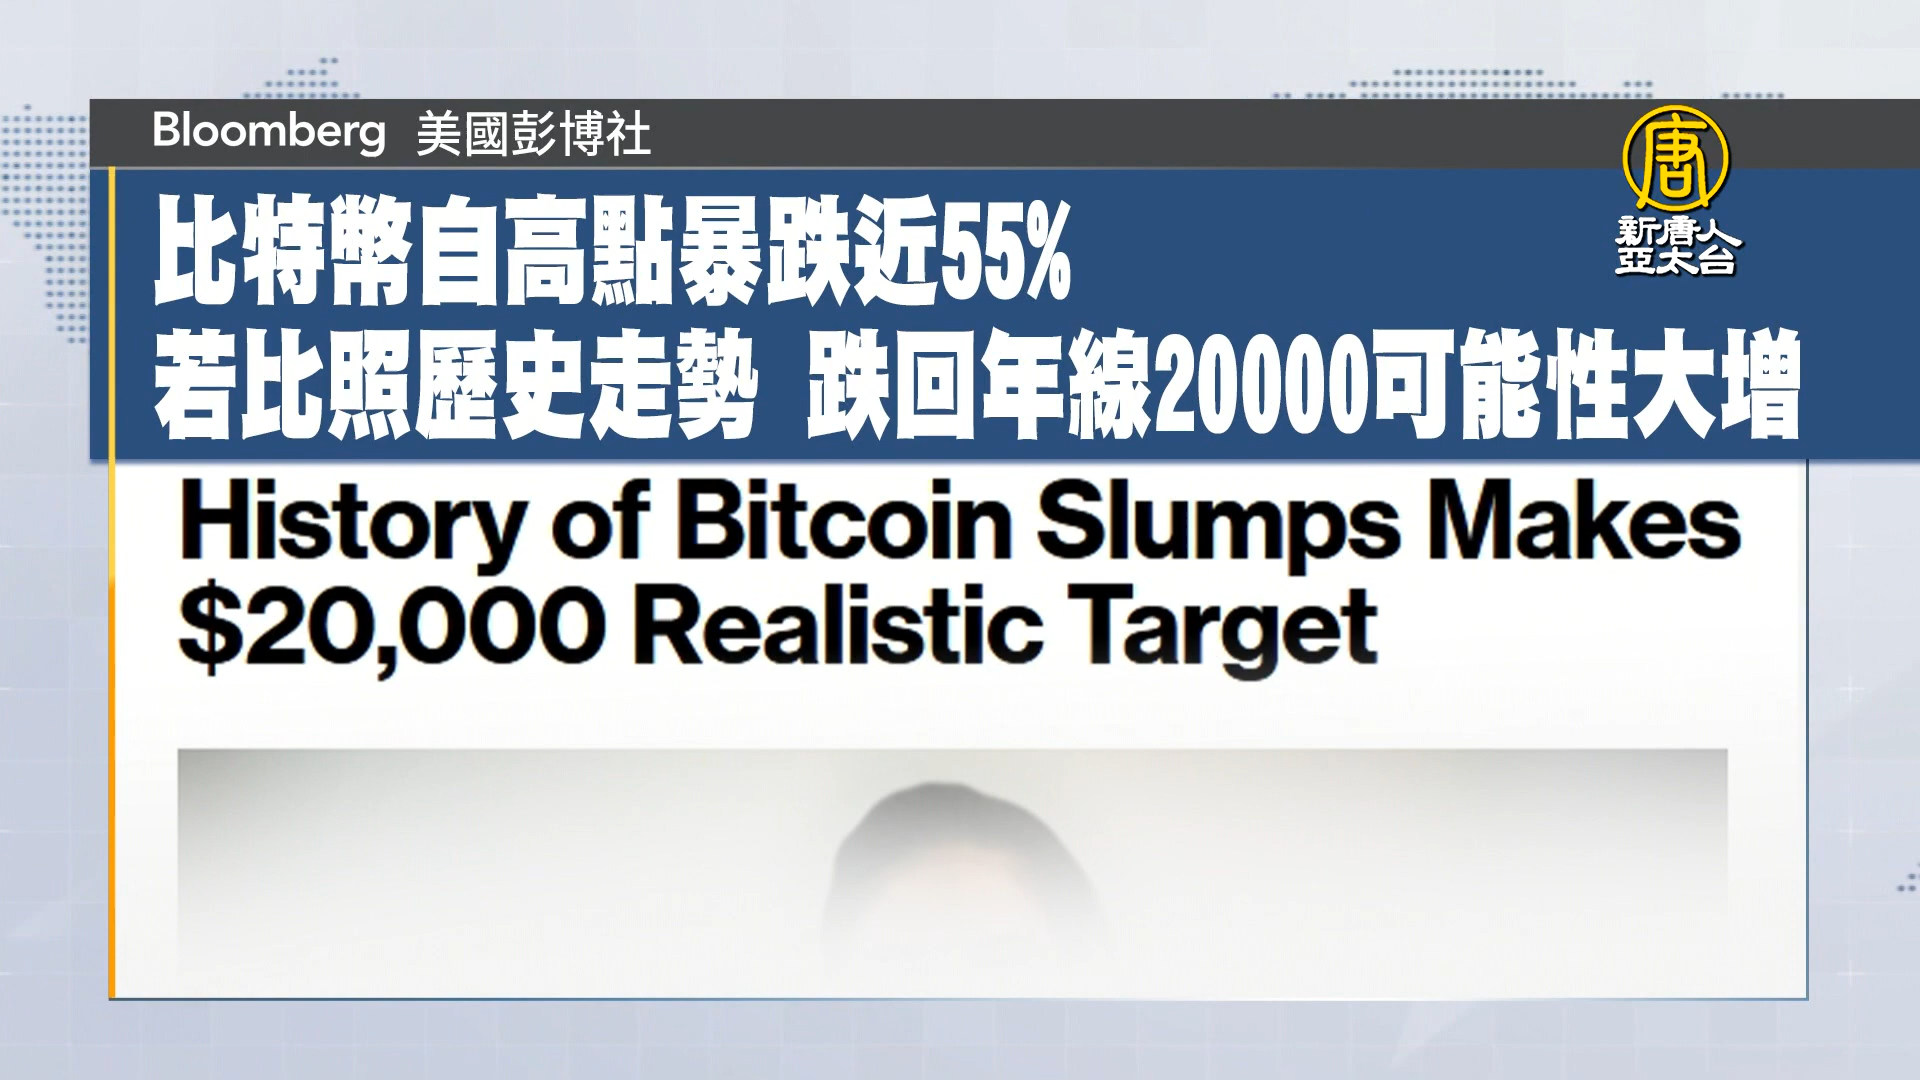 Bloomberg 美國彭博社
唐
新唐人
亞太台
比特幣自高點暴跌近55%
若比照歷史走勢 跌回年線20000可能性大增
History of Bitcoin Slumps Makes
$20,000 Realistic Target